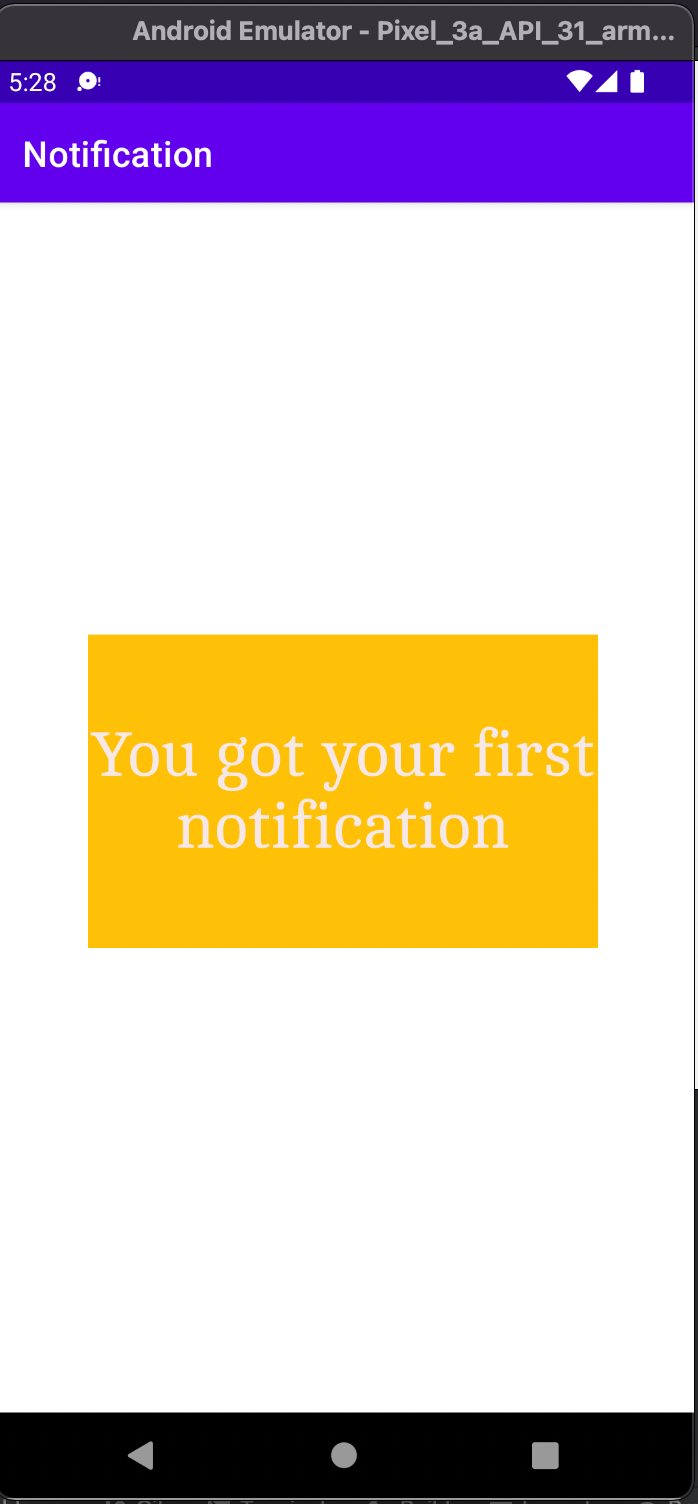 Android Emulator - Pixel_3a_API_31_arm...
5:28
Notification
You got your first
notification